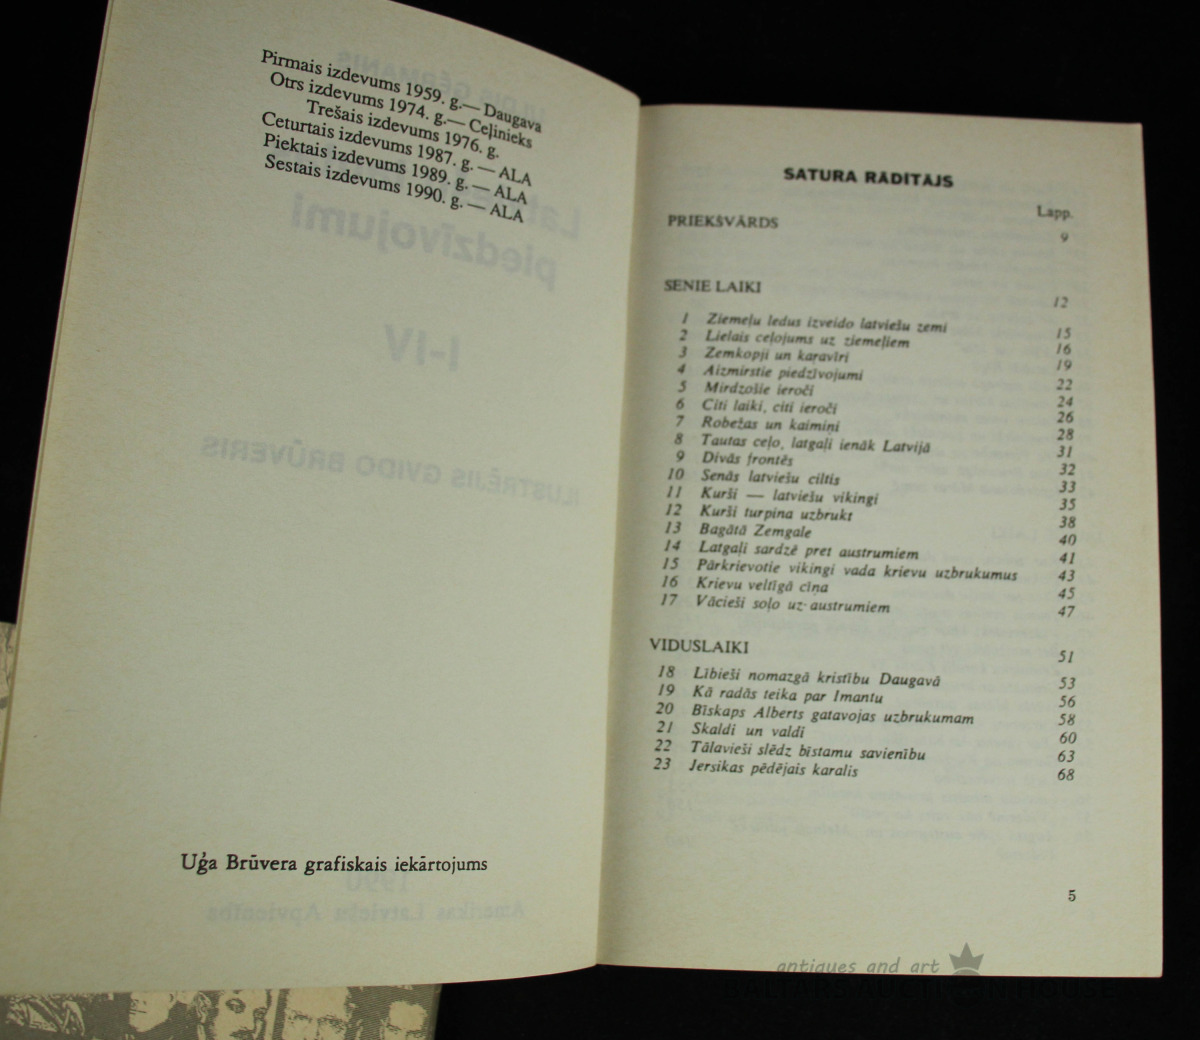 Pirmais izdevums 1959. g.— Daugava
Otrs izdevums 1974. g.— Ceļinieks
Trešais izdevums 1976. g.
Ceturtais izdevums 1987. g. — ALA
Piektais izdevums 1989. g. — ALA
Sestais izdevums 1990. g. — ALA
Uģa Brūvera grafiskais iekārtojums
SATURA RĀDĪTĀJS
Lapp.
PRIEKŠVĀRDS 9
SENIE LAIKI 12
1 Ziemeļu ledus izveido latviešu zemi 15
2 Lielais ceļojums uz ziemeļiem 16
3 Zemkopji un karavīri 19
4 Aizmirstie piedzīvojumi 22
5 Mirdzošie ieroči 24
6 Citi laiki, citi ieroči 26
7 Robežas un kaimiņi 28
8 Tautas ceļo, latgaļi ienāk Latvijā 31
9 Divās frontēs 32
10 Senās latviešu ciltis 33
11 Kurši — latviešu vikingi 35
12 Kurši turpina uzbrukt 38
13 Bagātā Zemgale 40
14 Latgaļi sardzē pret austrumiem 41
15 Pārkrievotie vikingi vada krievu uzbrukumus 43
16 Krievu veltīgā cīņa 45
17 Vācieši soļo uz austrumiem 47
VIDUSLAIKI 51
18 Lībieši nomazgā kristību Daugavā 53
19 Kā radās teika par Imantu 56
20 Bīskaps Alberts gatavojas uzbrukumam 58
21 Skaldi un valdi 60
22 Tālavieši slēdz bīstamu savienību 63
23 Jersikas pēdējais karalis 68
5
antiques and art
BALTARS AUCTION HOUSE